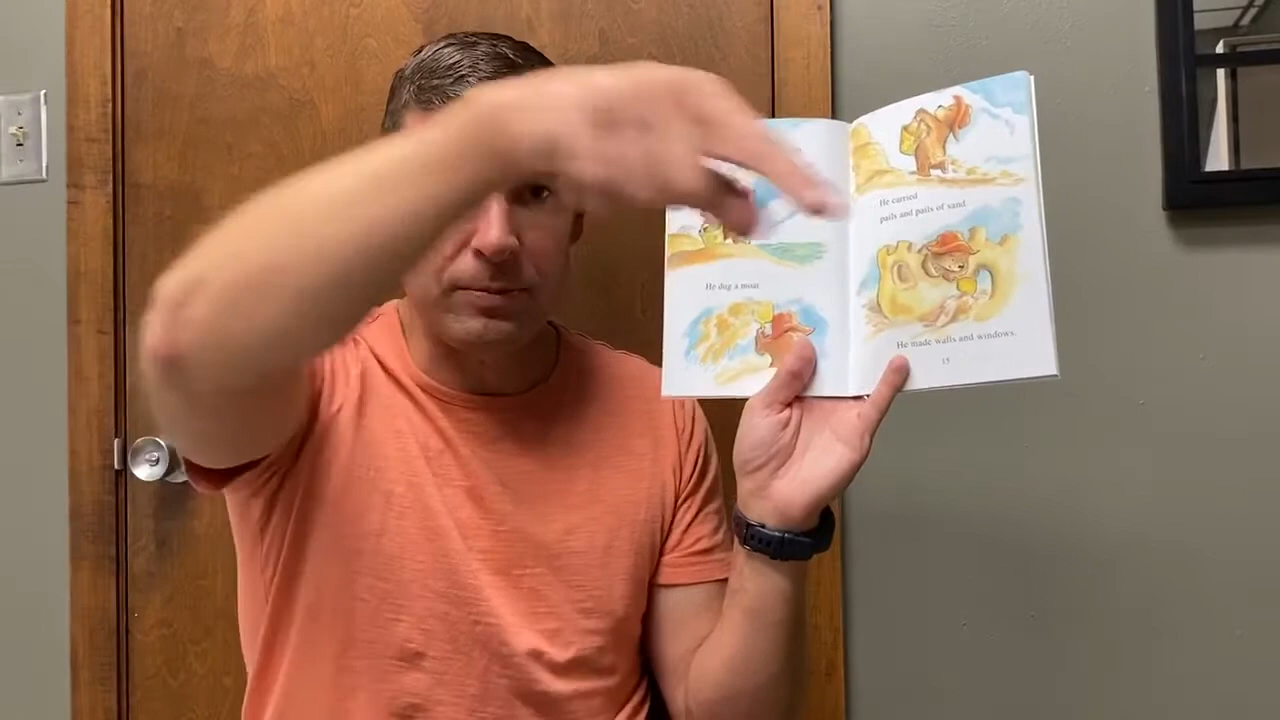 He dug a moat
He carried
pails and pails of sand.
He made walls and windows.
15